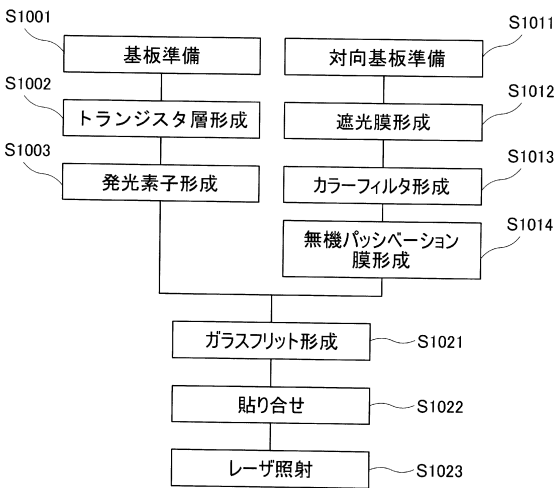 S1001
基板準備
S1002
トランジスタ層形成
S1003
発光素子形成
S1011
対向基板準備
S1012
遮光膜形成
S1013
カラーフィルタ形成
S1014
無機パッシベーション
膜形成
ガラスフリット形成
S1021
貼り合せ
S1022
レーザ照射
S1023